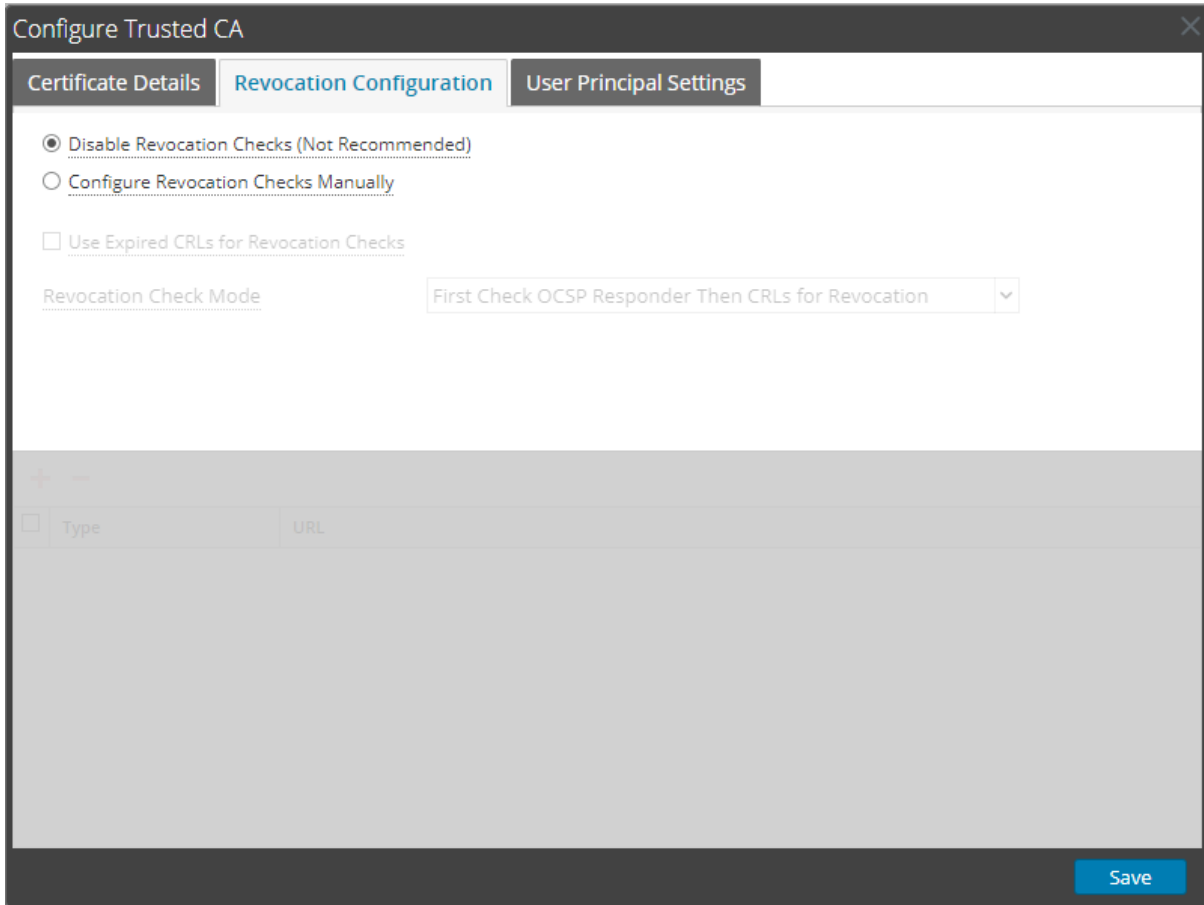 Configure Trusted CA
Certificate Details Revocation Configuration User Principal Settings
Disable Revocation Checks (Not Recommended)
Configure Revocation Checks Manually
Use Expired CRLs for Revocation Checks
Revocation Check Mode First Check OCSP Responder Then CRLs for Revocation
Type URL
Save